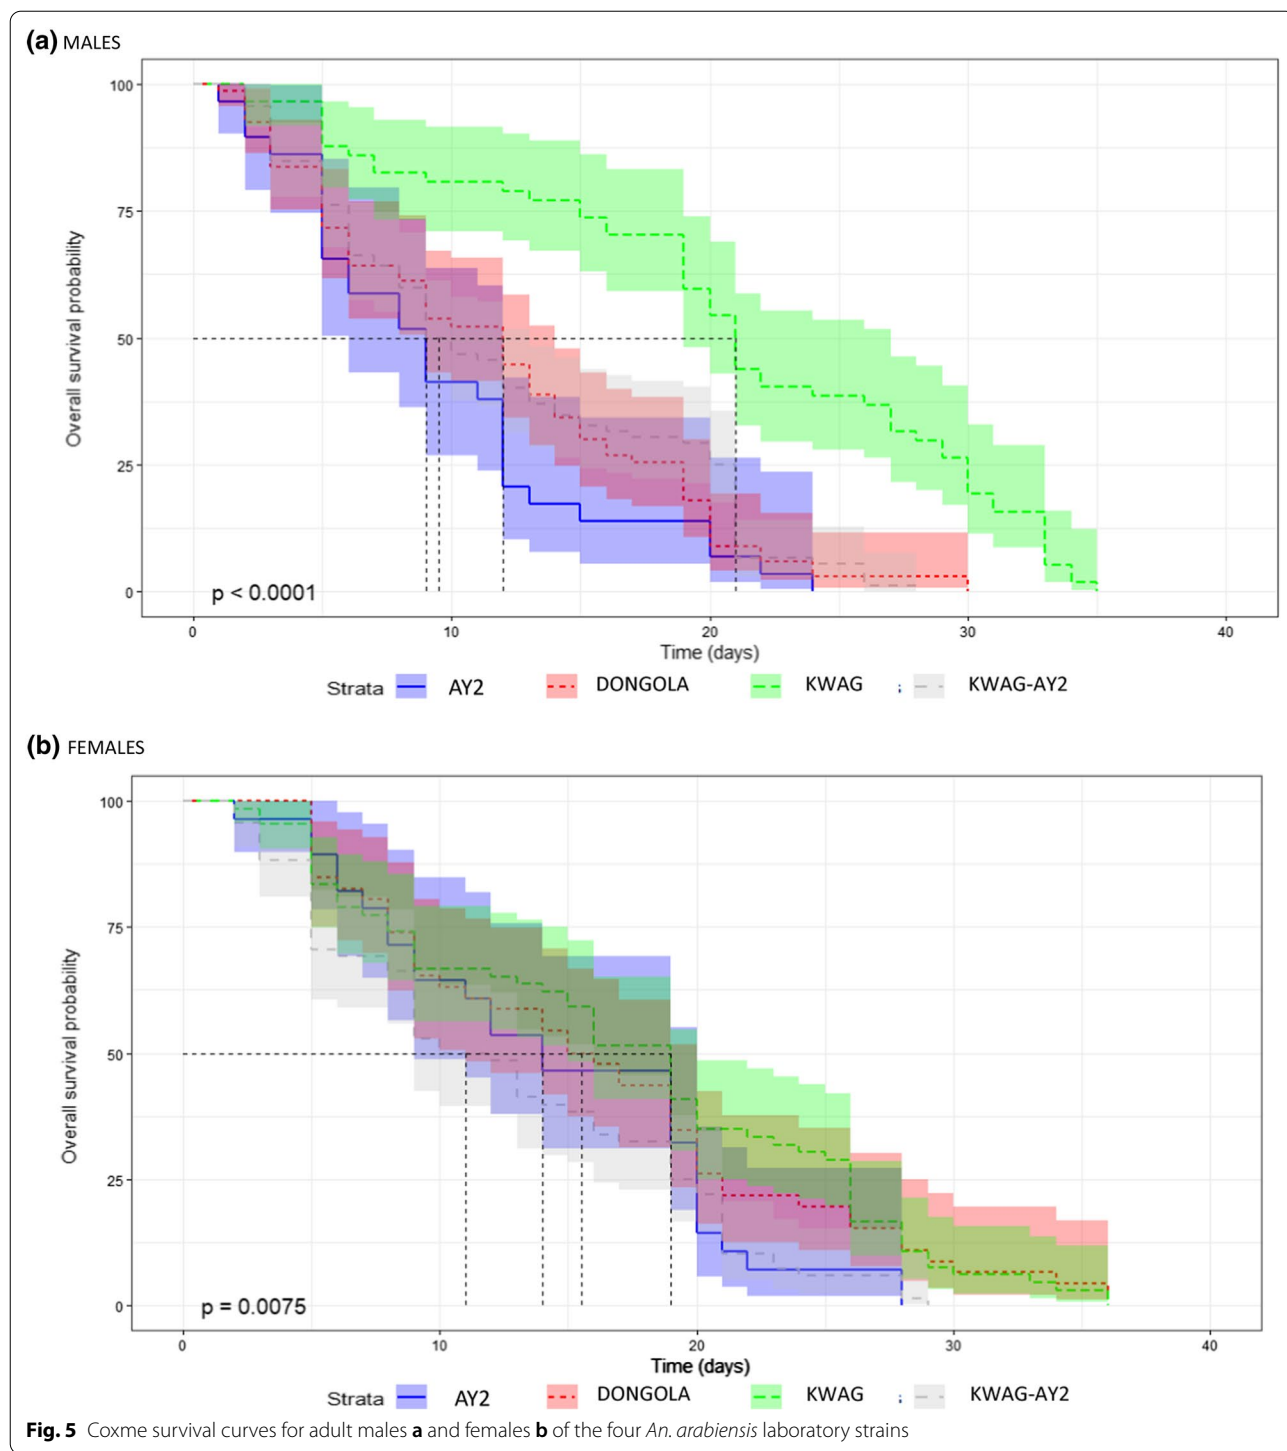 (a) MALES
Overall survival probability
100
75
50
25
0
p < 0.0001
0 10 20 30 40
Time (days)
Strata AY2 DONGOLA KWAG ; KWAG-AY2
(b) FEMALES
Overall survival probability
100
75
50
25
0
p = 0.0075
0 10 20 30 40
Time (days)
Strata AY2 DONGOLA KWAG ; KWAG-AY2
Fig. 5 Coxme survival curves for adult males a and females b of the four An. arabiensis laboratory strains